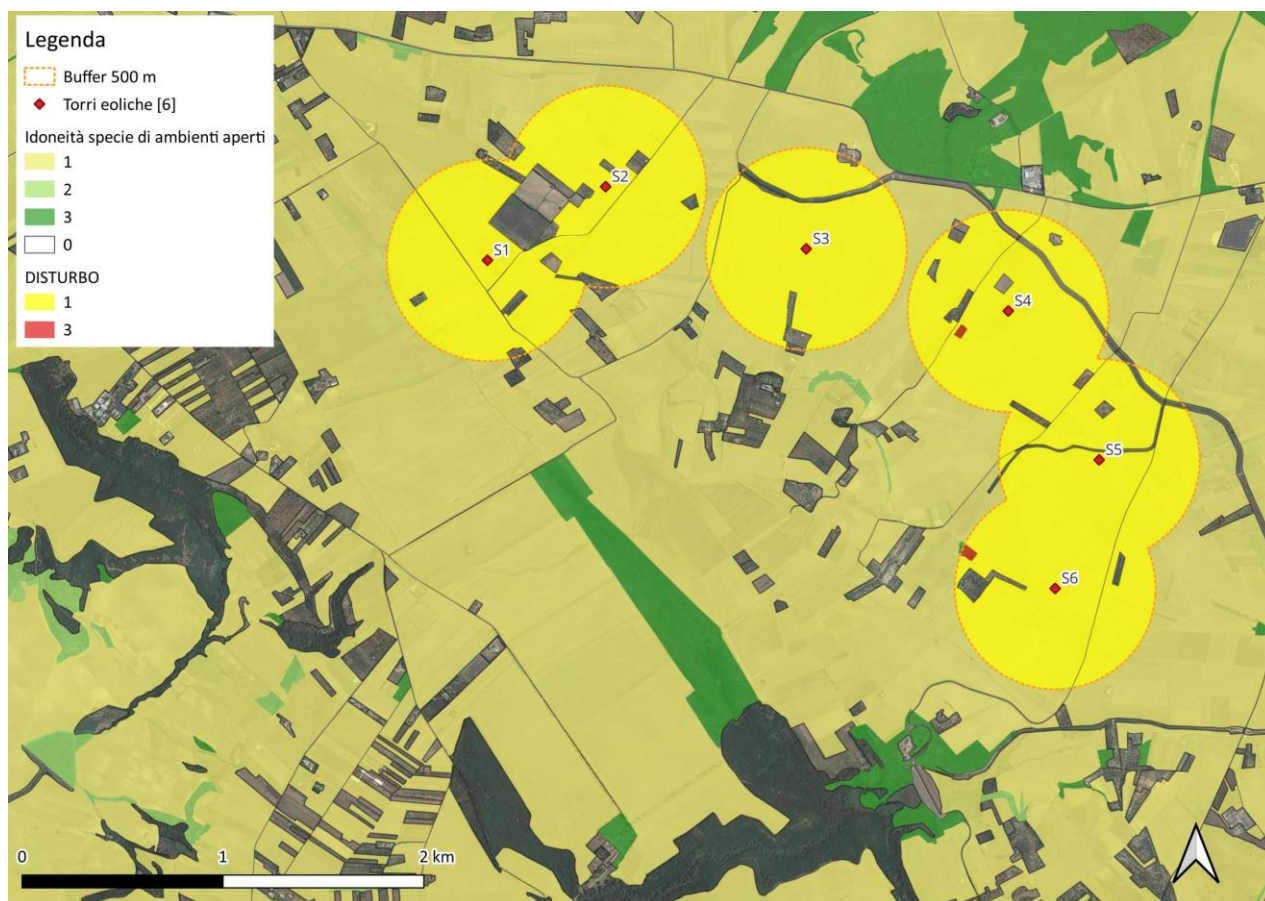 Legenda
Buffer 500 m
Torri eoliche [6]
Idoneità specie di ambienti aperti
1
2
3
0
DISTURBO
1
3
S2
S1
S3
S4
S5
S6
0 1 2 km